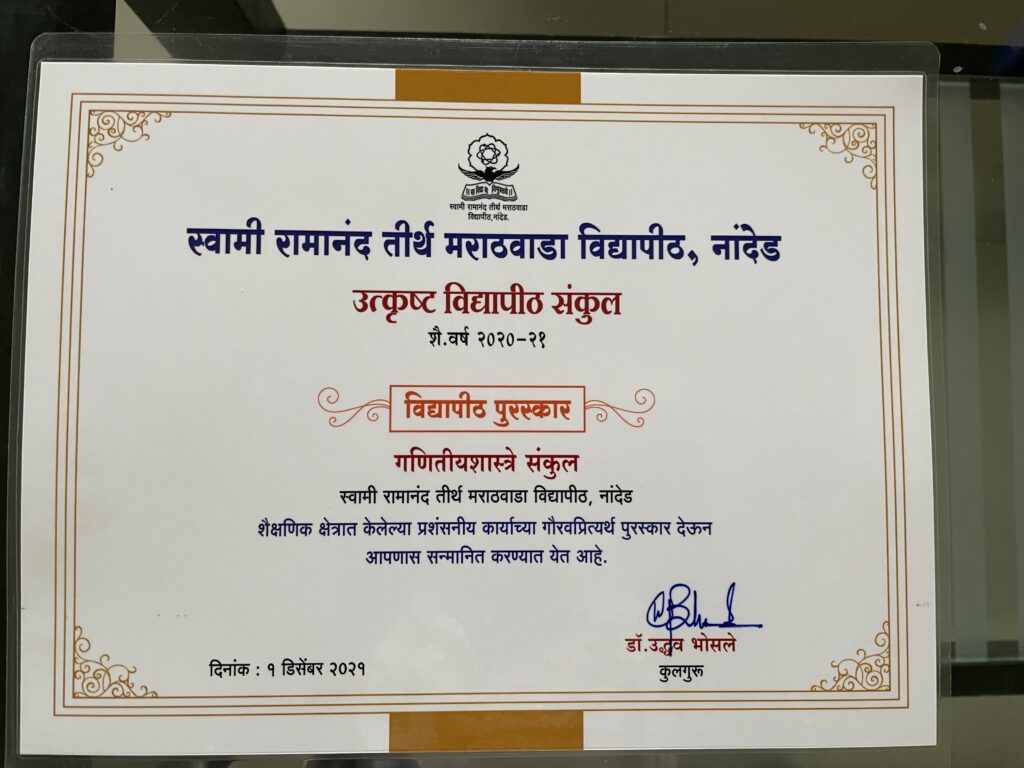 ॥ सा विद्या या विमुक्तये ॥
स्वामी रामानंद तीर्थ मराठवाडा
विद्यापीठ,नांदेड.
स्वामी रामानंद तीर्थ मराठवाडा विद्यापीठ, नांदेड
उत्कृष्ट विद्यापीठ संकुल
शै.वर्ष २०२०-२१
विद्यापीठ पुरस्कार
गणितीयशास्त्रे संकुल
स्वामी रामानंद तीर्थ मराठवाडा विद्यापीठ, नांदेड
शैक्षणिक क्षेत्रात केलेल्या प्रशंसनीय कार्याच्या गौरवप्रित्यर्थ पुरस्कार देऊन
आपणास सन्मानित करण्यात येत आहे.
डॉ.उद्धव भोसले
दिनांक : १ डिसेंबर २०२१ कुलगुरू